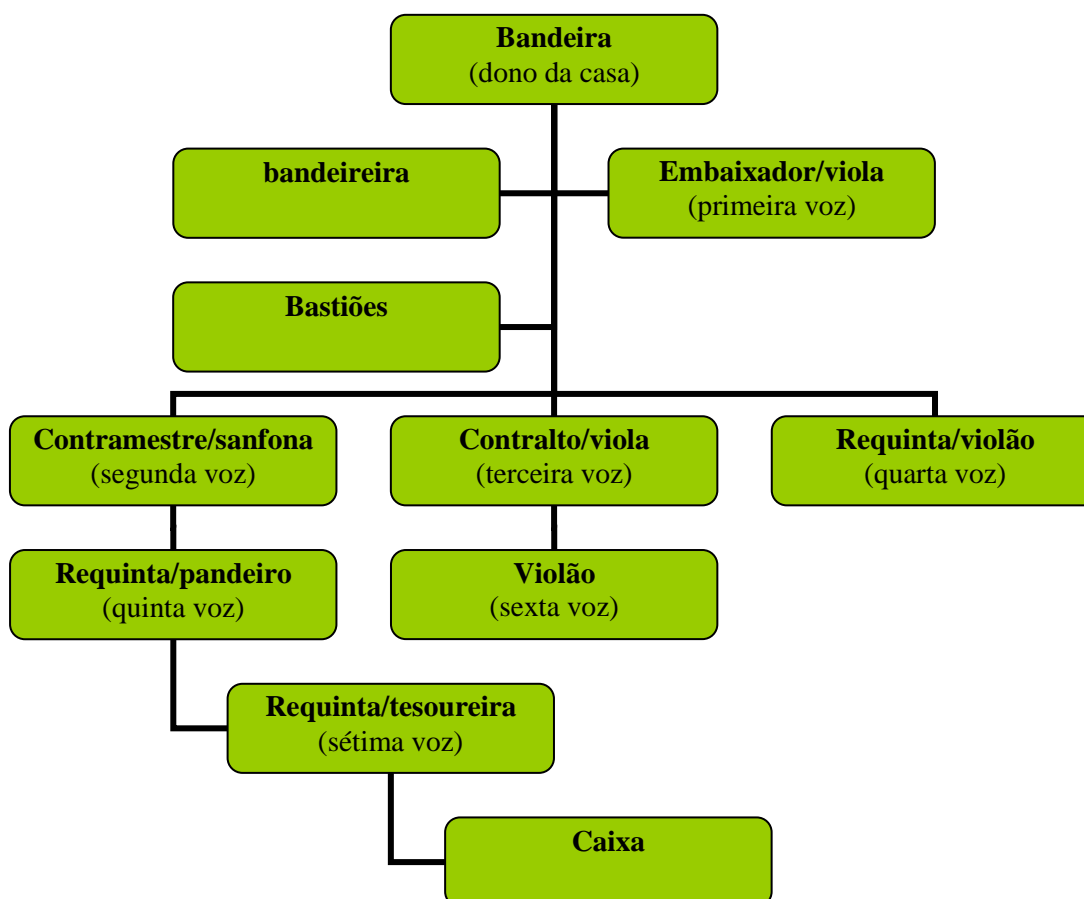 Bandeira
(dono da casa)
bandeireira
Embaixador/viola
(primeira voz)
Bastiões
Contramestre/sanfona
(segunda voz)
Contralto/viola
(terceira voz)
Requinta/violão
(quarta voz)
Requinta/pandeiro
(quinta voz)
Violão
(sexta voz)
Requinta/tesoureira
(sétima voz)
Caixa